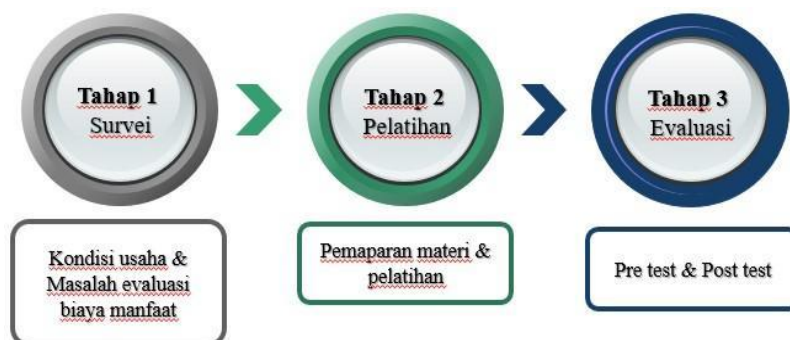 Tahap 1
Survei
Tahap 2
Pelatihan
Tahap 3
Evaluasi
Kondisi usaha &
Masalah evaluasi
biaya manfaat
Pemaparan materi &
pelatihan
Pre test & Post test